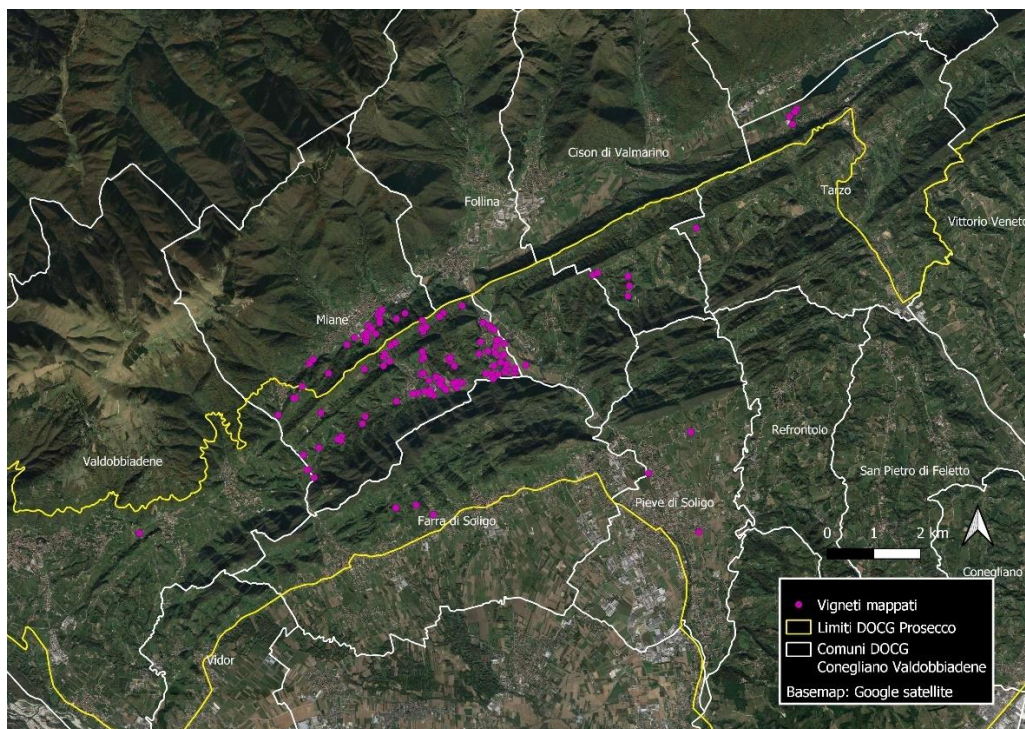 Cison di Valmarino
Follina
Tarzo
Vittorio Veneto
Miane
Refrontolo
Valdobbiadene
San Pietro di Feletto
Pieve di Soligo
Farra di Soligo
0 1 2 km
Conegliano
Vigneti mappati
Limiti DOCG Prosecco
Comuni DOCG
Conegliano Valdobbiadene
Vidor
Basemap: Google satellite